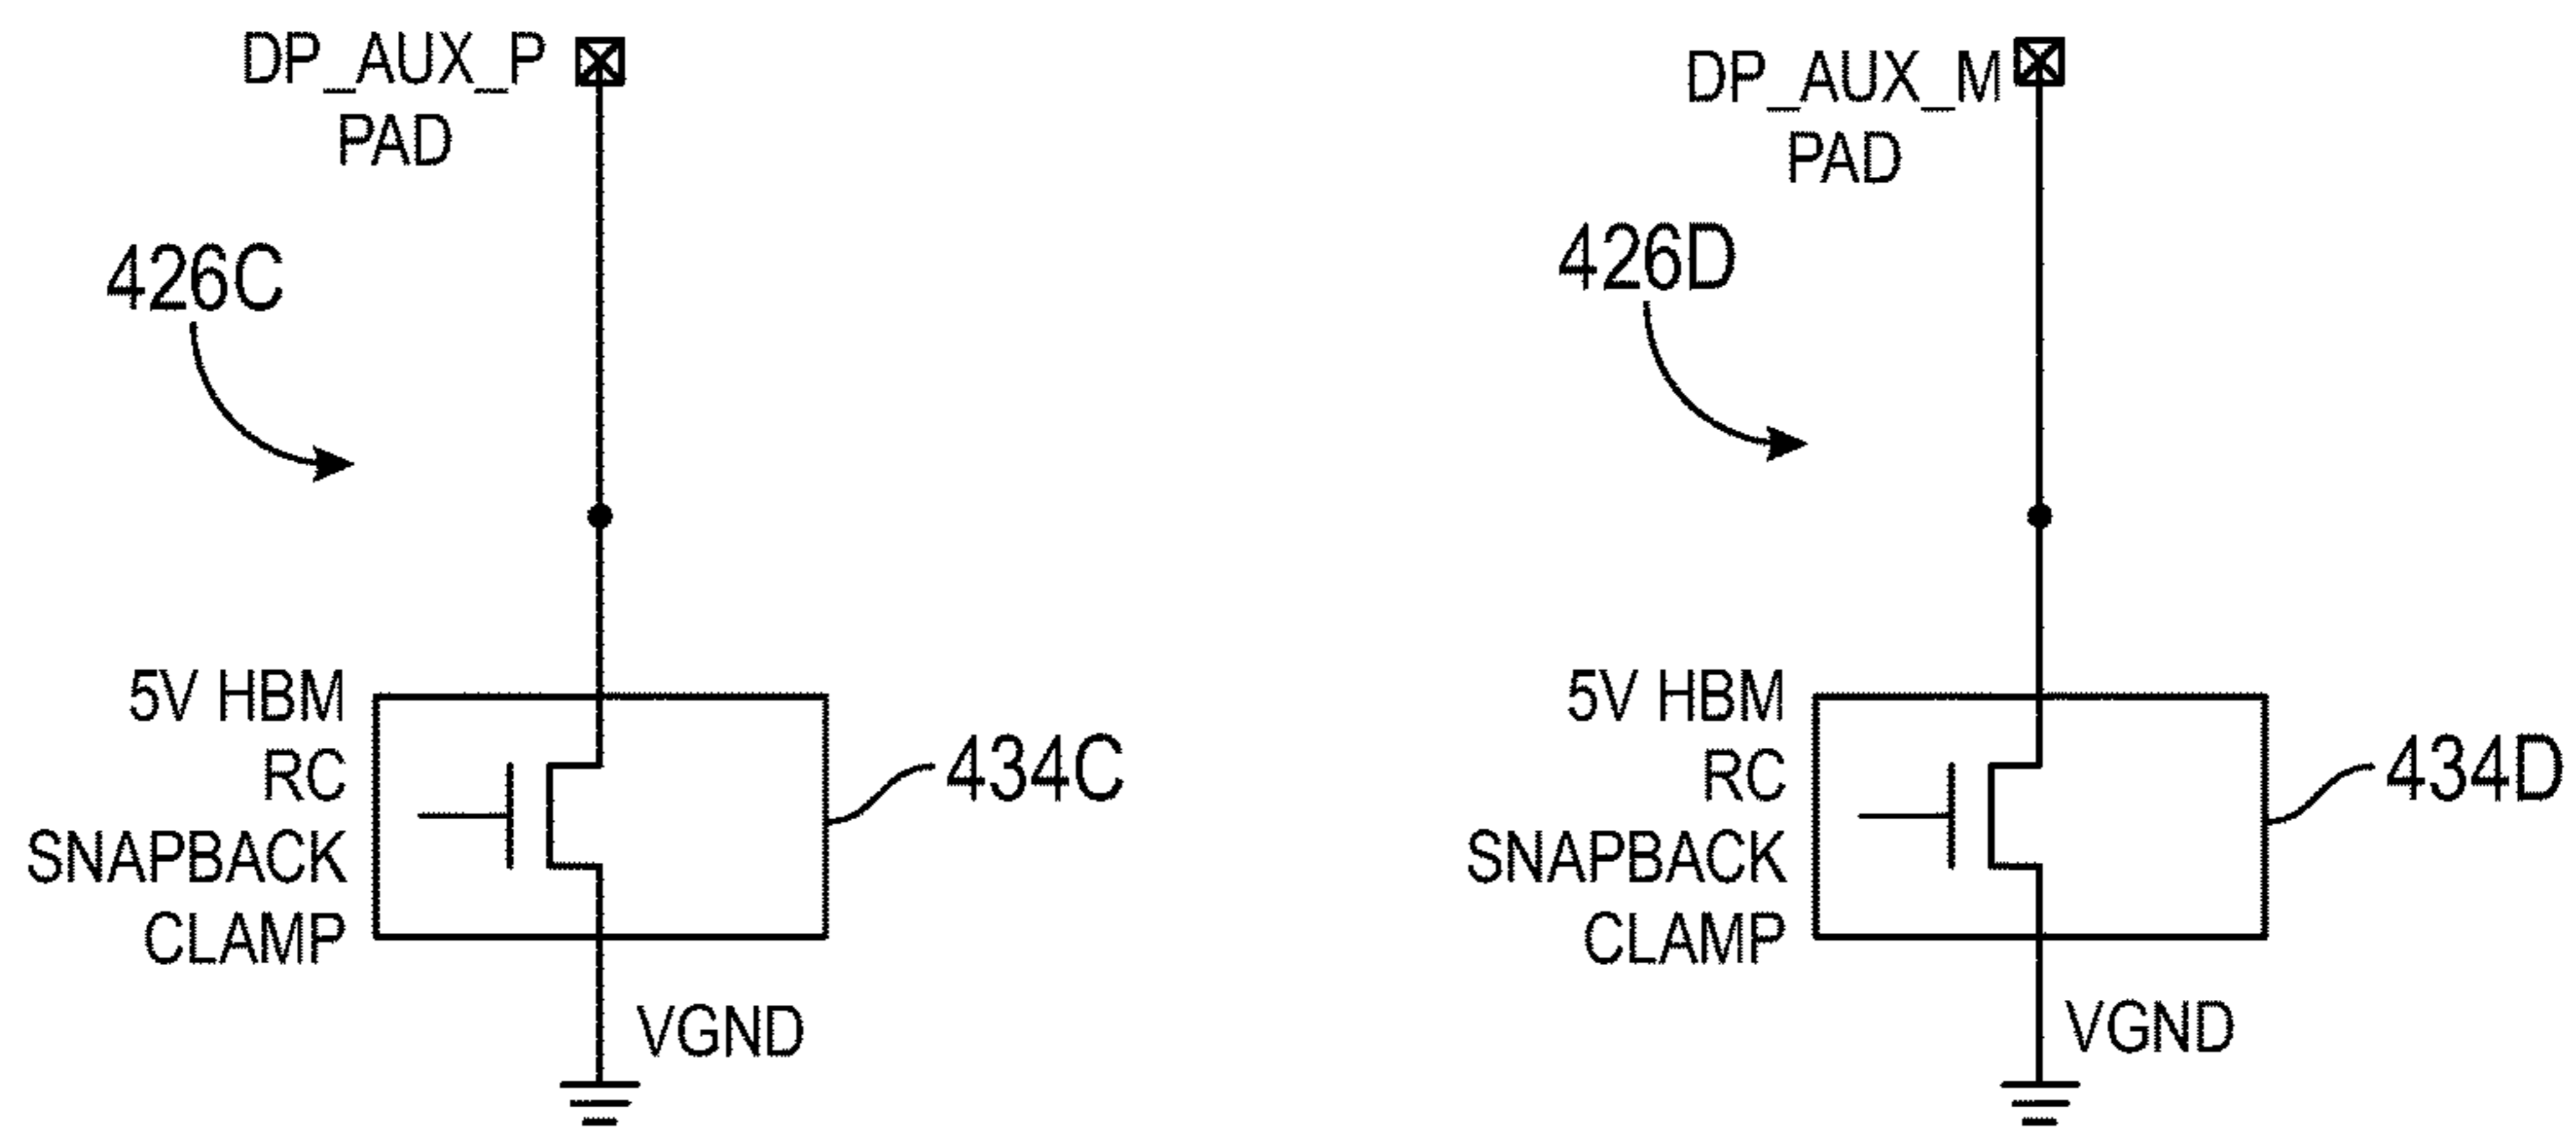 DP_AUX_P
PAD
426C
5V HBM
RC
SNAPBACK
CLAMP
434C
VGND
DP_AUX_M
PAD
426D
5V HBM
RC
SNAPBACK
CLAMP
434D
VGND